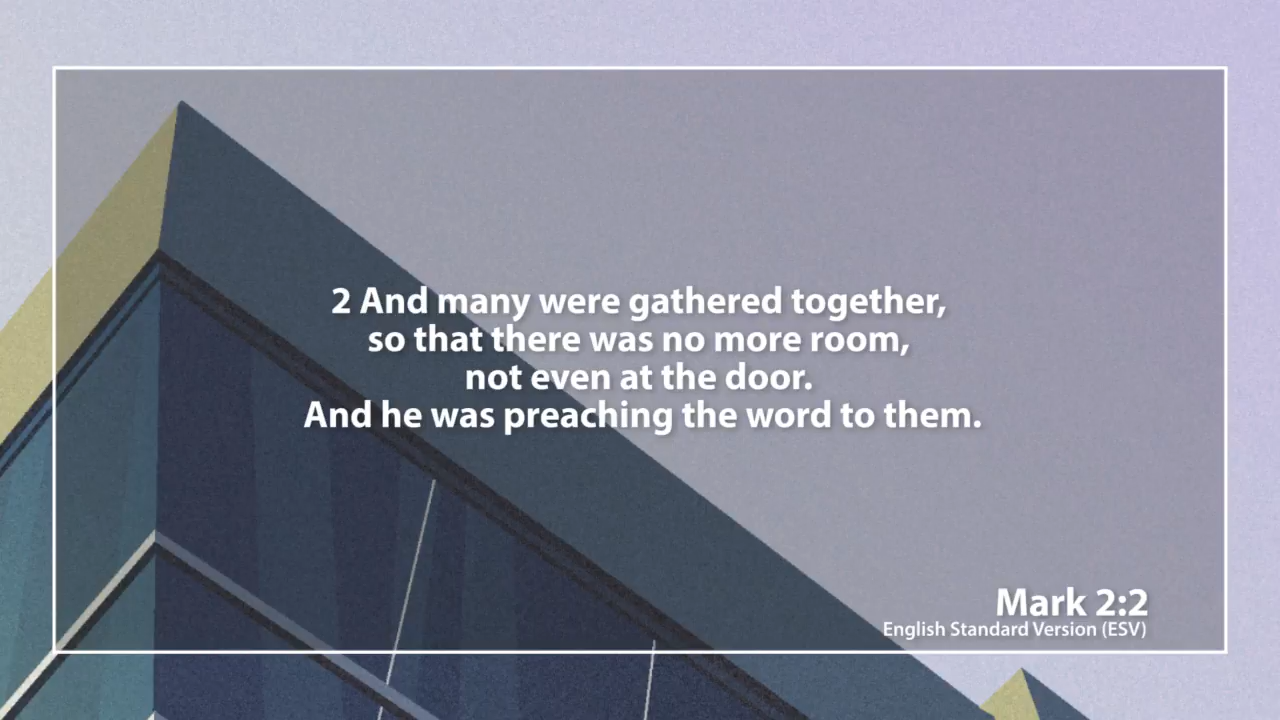 2 And many were gathered together,
so that there was no more room,
not even at the door.
And he was preaching the word to them.
Mark 2:2
English Standard Version (ESV)